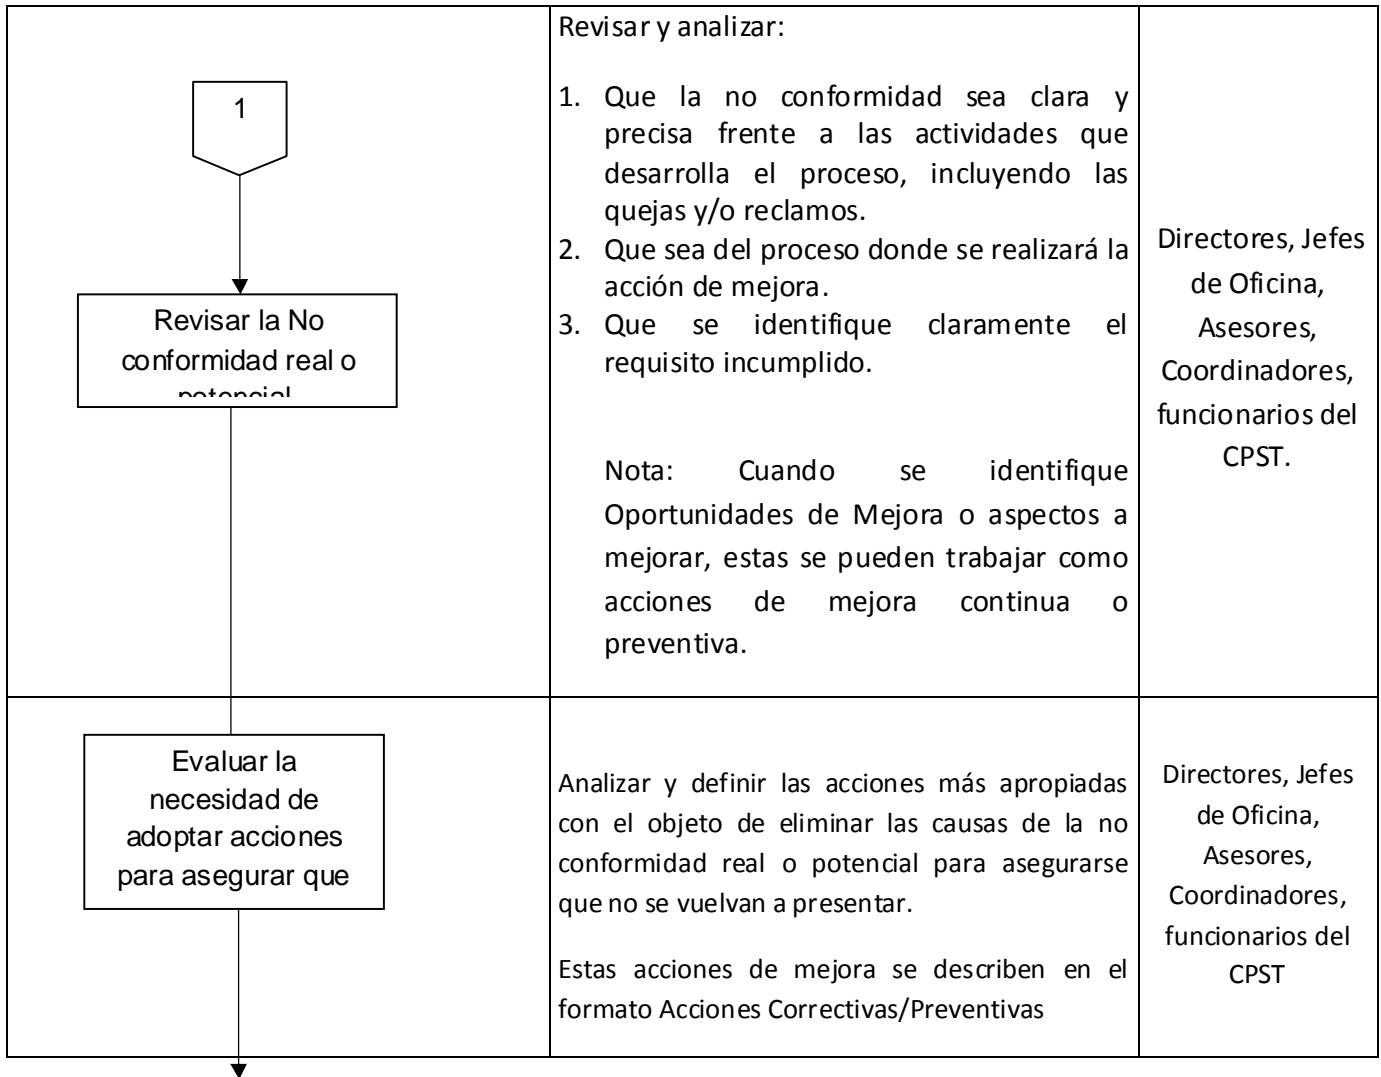 1
Revisar la No
conformidad real o
potencial
Revisar y analizar:
1. Que la no conformidad sea clara y
precisa frente a las actividades que
desarrolla el proceso, incluyendo las
quejas y/o reclamos.
2. Que sea del proceso donde se realizará la
acción de mejora.
3. Que se identifique claramente el
requisito incumplido.
Nota: Cuando se identifique
Oportunidades de Mejora o aspectos a
mejorar, estas se pueden trabajar como
acciones de mejora continua o
preventiva.
Directores, Jefes
de Oficina,
Asesores,
Coordinadores,
funcionarios del
CPST.
Evaluar la
necesidad de
adoptar acciones
para asegurar que
Analizar y definir las acciones más apropiadas
con el objeto de eliminar las causas de la no
conformidad real o potencial para asegurarse
que no se vuelvan a presentar.
Estas acciones de mejora se describen en el
formato Acciones Correctivas/Preventivas
Directores, Jefes
de Oficina,
Asesores,
Coordinadores,
funcionarios del
CPST